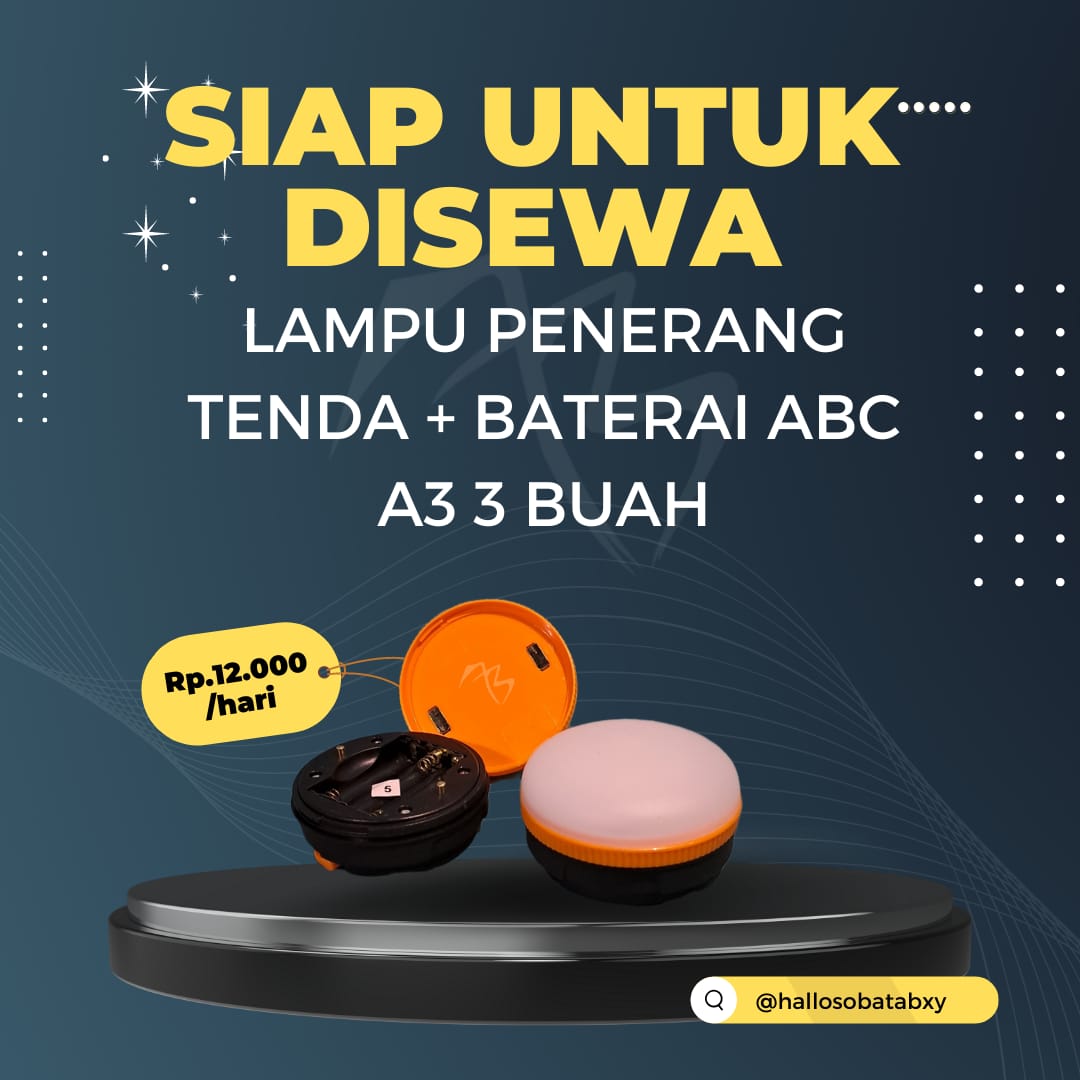 SIAP UNTUK
DISEWA
LAMPU PENERANG
TENDA + BATERAI ABC
A3 3 BUAH
Rp.12.000
/hari
5
@hallosobatabxy